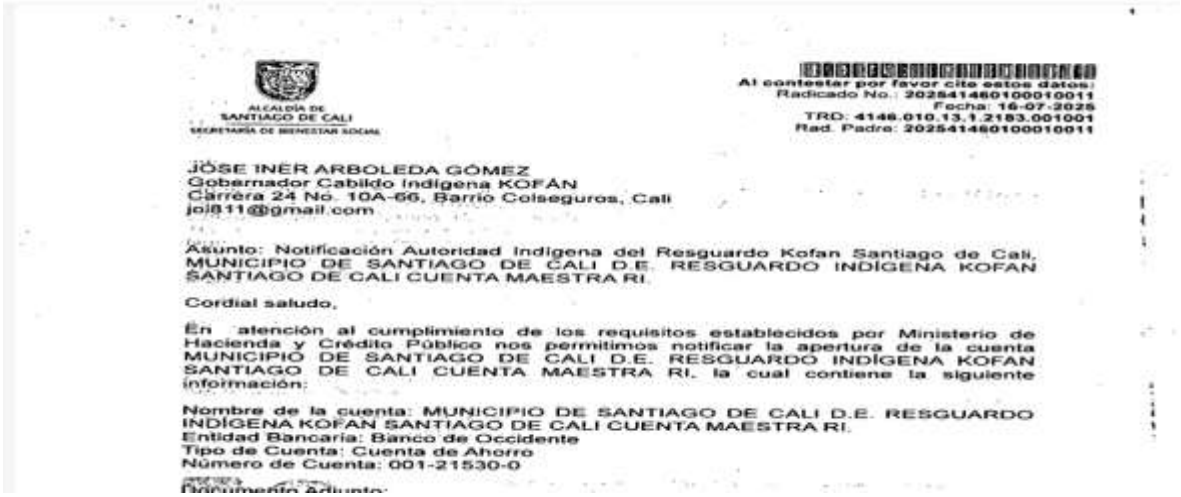 ALCALDÍA DE
SANTIAGO DE CALI
SECRETARÍA DE BIENESTAR SOCIAL
Al contestar por favor cite estos datos:
Radicado No.: 202541460100010011
Fecha: 16-07-2025
TRD: 4146.010.13.1.2183.001001
Rad. Padre: 202541460100010011
JOSE INER ARBOLEDA GÓMEZ
Gobernador Cabildo Indígena KOFÁN
Carrera 24 No. 10A-66, Barrio Colseguros, Cali
joi811@gmail.com
Asunto: Notificación Autoridad Indígena del Resguardo Kofan Santiago de Cali,
MUNICIPIO DE SANTIAGO DE CALI D.E. RESGUARDO INDÍGENA KOFAN
SANTIAGO DE CALI CUENTA MAESTRA RI.
Cordial saludo,
En atención al cumplimiento de los requisitos establecidos por Ministerio de
Hacienda y Crédito Público nos permitimos notificar la apertura de la cuenta
MUNICIPIO DE SANTIAGO DE CALI D.E. RESGUARDO INDÍGENA KOFAN
SANTIAGO DE CALI CUENTA MAESTRA RI, la cual contiene la siguiente
información:
Nombre de la cuenta: MUNICIPIO DE SANTIAGO DE CALI D.E. RESGUARDO
INDÍGENA KOFAN SANTIAGO DE CALI CUENTA MAESTRA RI.
Entidad Bancaria: Banco de Occidente
Tipo de Cuenta: Cuenta de Ahorro
Número de Cuenta: 001-21530-0
Documento Adjunto: